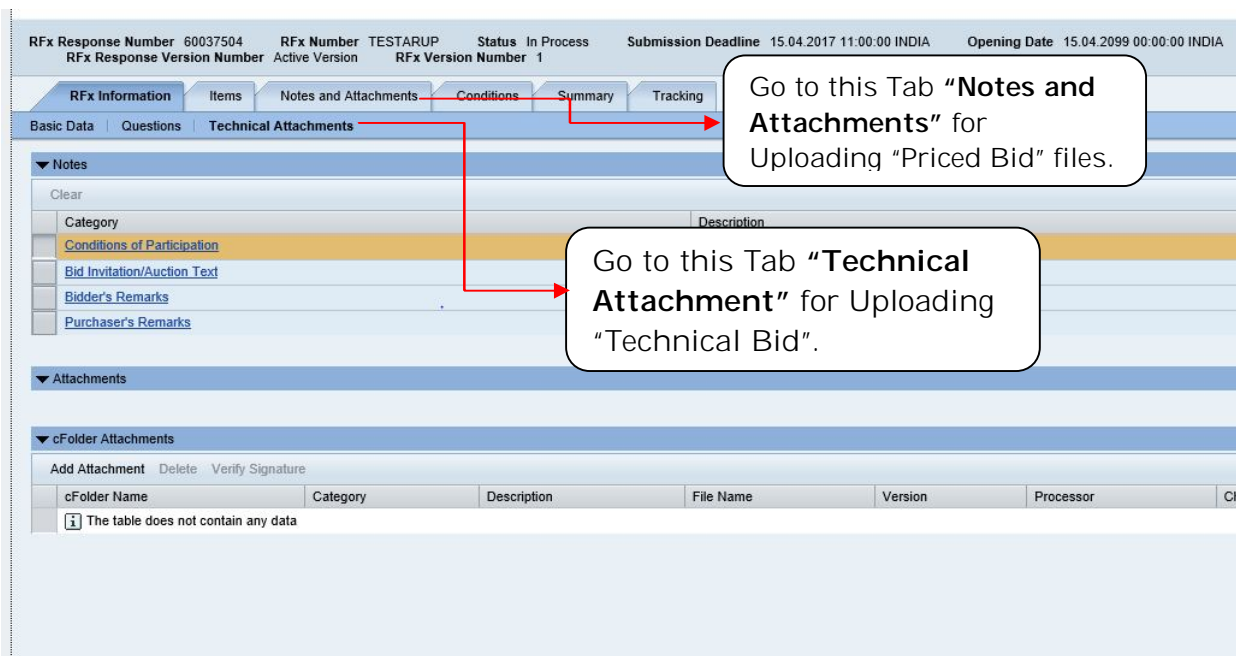 RFx Response Number 60037504 RFx Number TESTARUP Status In Process Submission Deadline 15.04.2017 11:00:00 INDIA Opening Date 15.04.2099 00:00:00 INDIA
RFx Response Version Number Active Version RFx Version Number 1
RFx Information Items Notes and Attachments Conditions Summary Tracking
Go to this Tab “Notes and
Attachments” for
Uploading “Priced Bid” files.
Basic Data Questions Technical Attachments
Notes
Clear
Category Description
Conditions of Participation
Bid Invitation/Auction Text
Bidder's Remarks
Purchaser's Remarks
Go to this Tab “Technical
Attachment” for Uploading
“Technical Bid”.
Attachments
cFolder Attachments
Add Attachment Delete Verify Signature
cFolder Name Category Description File Name Version Processor
The table does not contain any data